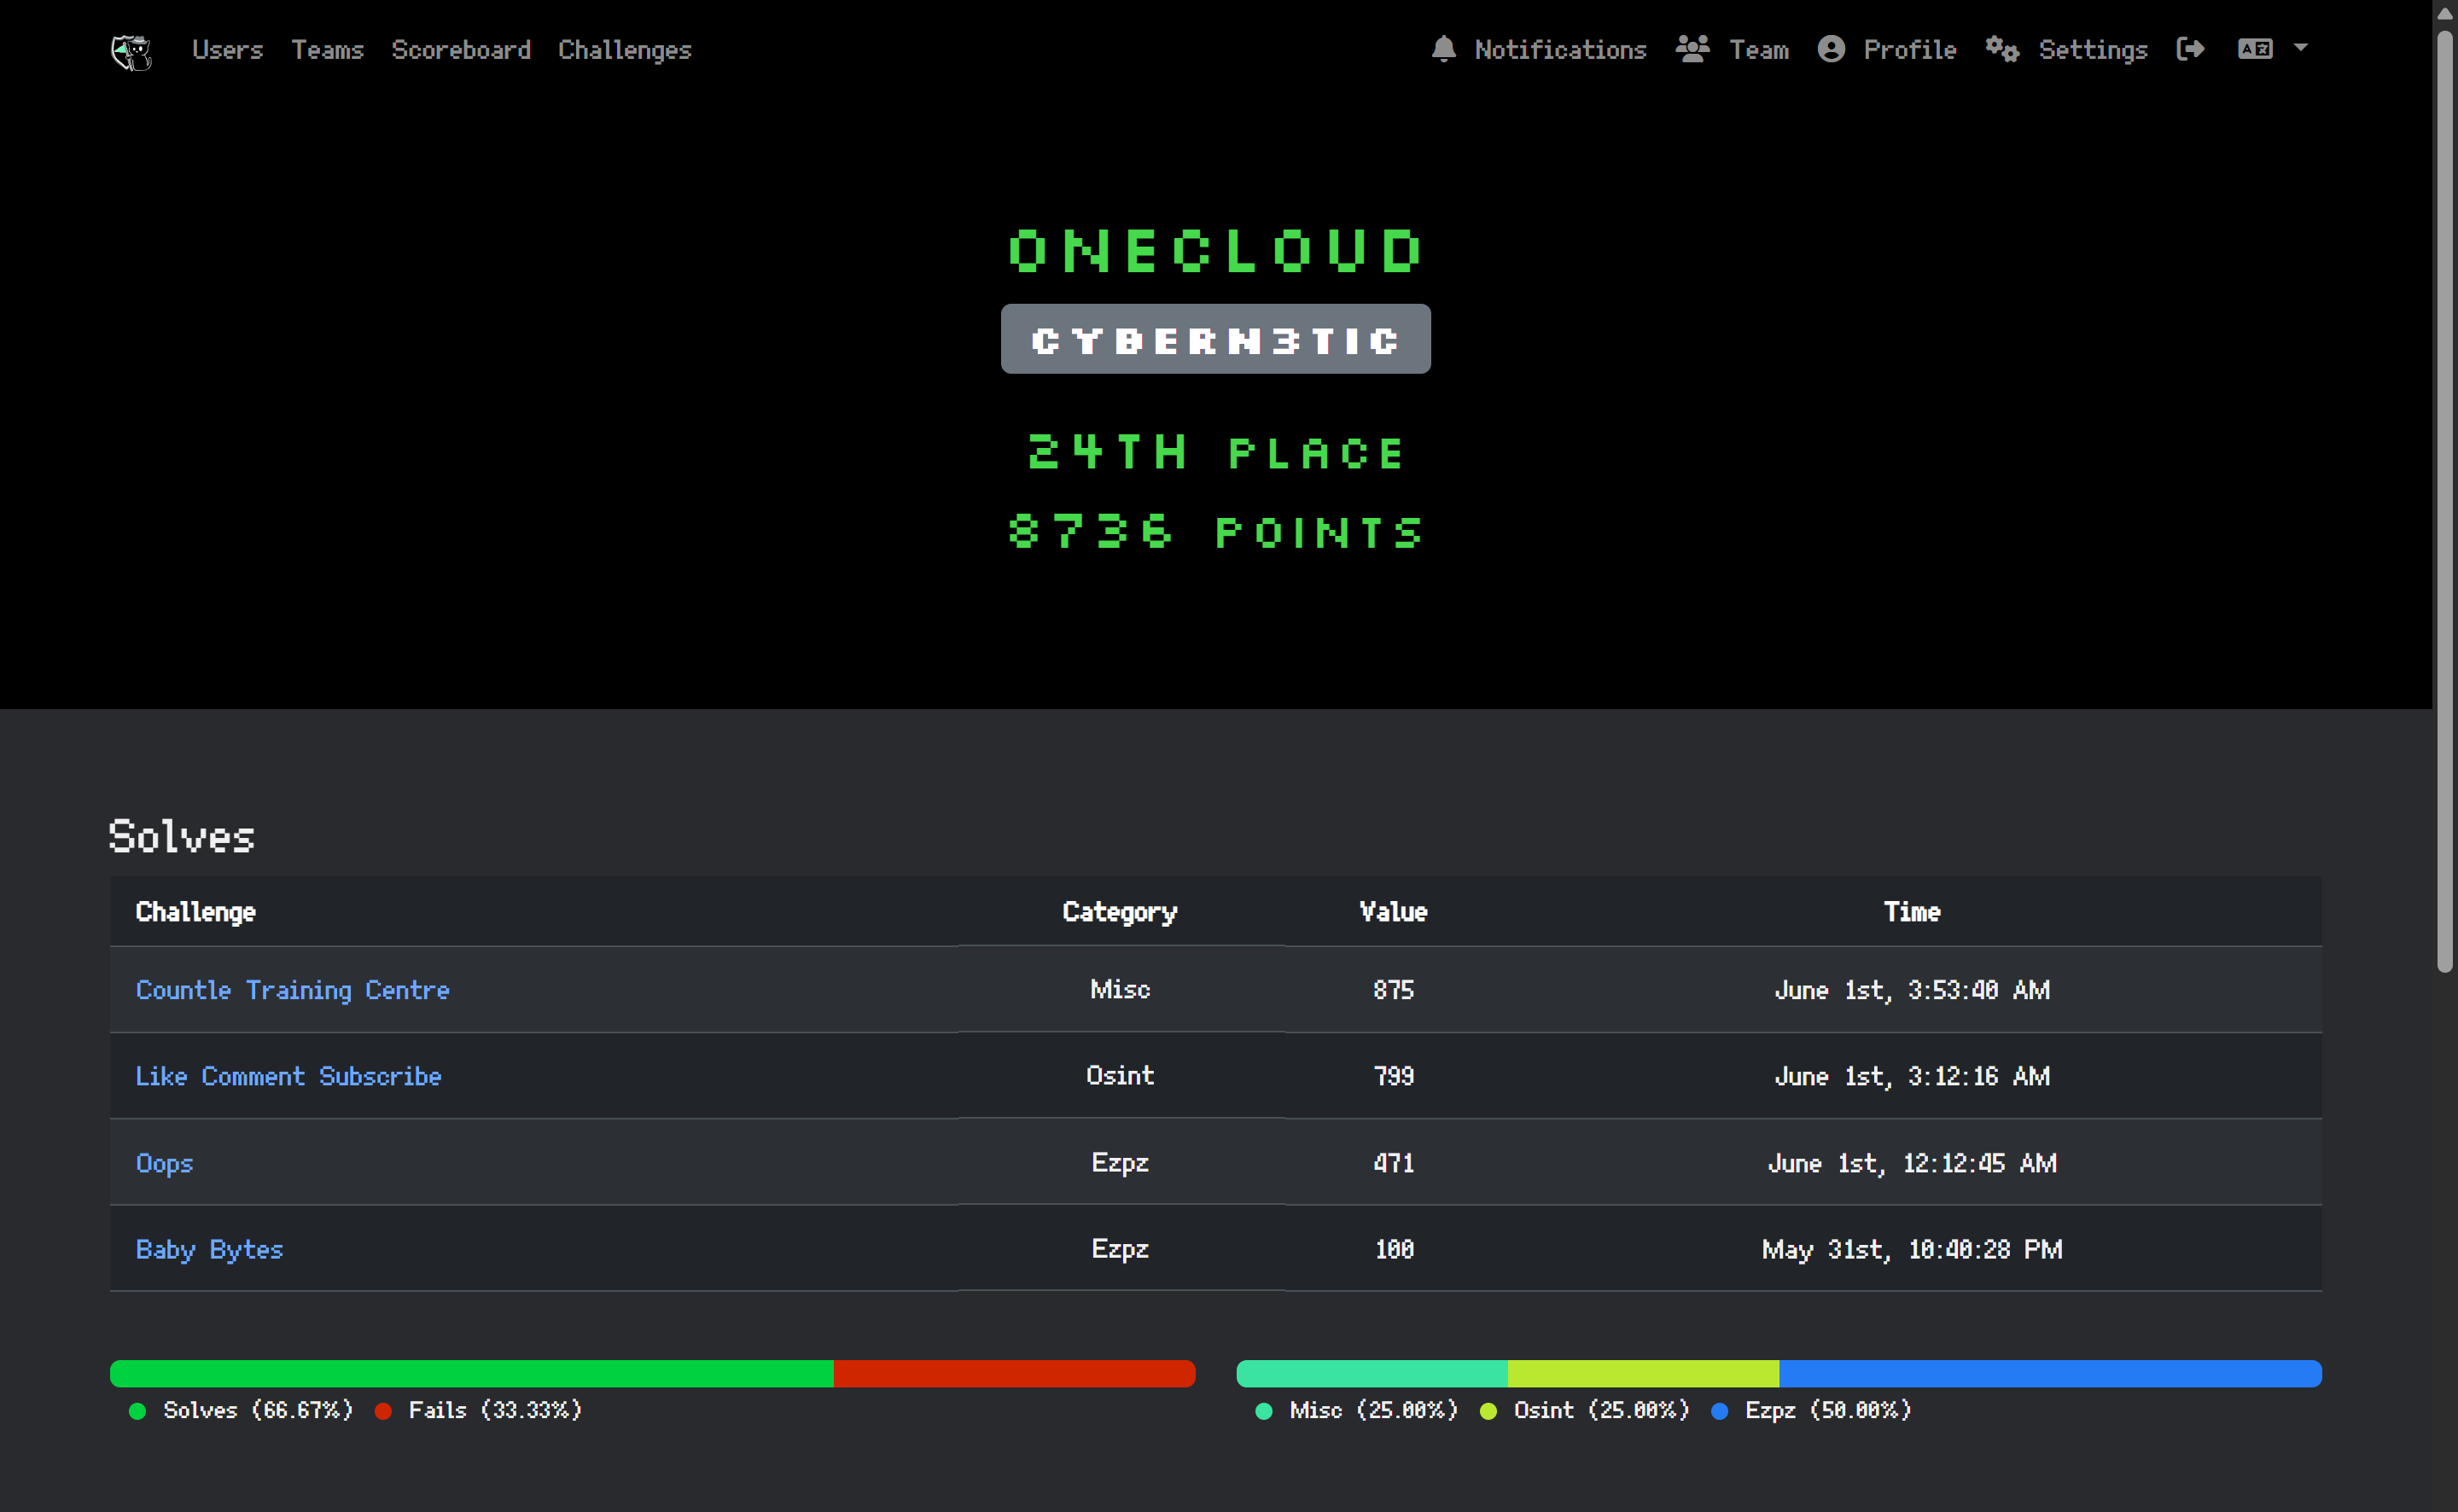 Users Teams Scoreboard Challenges Notifications Team Profile Settings
ONECLOUD
CYBERN3TIC
24TH PLACE
8736 POINTS
Solves
Challenge Category Value Time
Countle Training Centre Misc 875 June 1st, 3:53:40 AM
Like Comment Subscribe Osint 799 June 1st, 3:12:16 AM
Oops Ezpz 471 June 1st, 12:12:45 AM
Baby Bytes Ezpz 100 May 31st, 10:40:28 PM
Solves (66.67%) Fails (33.33%) Misc (25.00%) Osint (25.00%) Ezpz (50.00%)